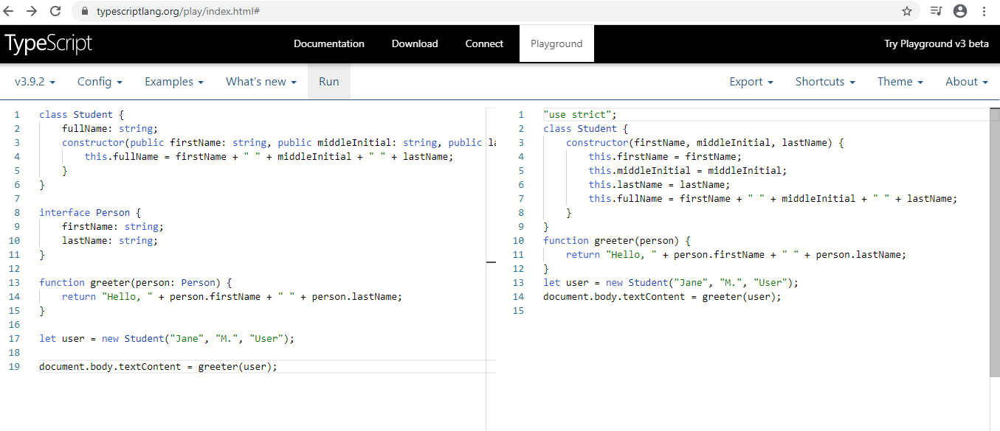 typescriptlang.org/play/index.html#
TypeScript Documentation Download Connect Playground Try Playground v3 beta
v3.9.2 Config Examples What's new Run Export Shortcuts Theme About
1 class Student {
2 fullName: string;
3 constructor(public firstName: string, public middleInitial: string, public la
4 this.fullName = firstName + " " + middleInitial + " " + lastName;
5 }
6 }
7
8 interface Person {
9 firstName: string;
10 lastName: string;
11 }
12
13 function greeter(person: Person) {
14 return "Hello, " + person.firstName + " " + person.lastName;
15 }
16
17 let user = new Student("Jane", "M.", "User");
18
19 document.body.textContent = greeter(user);
1 "use strict";
2 class Student {
3 constructor(firstName, middleInitial, lastName) {
4 this.firstName = firstName;
5 this.middleInitial = middleInitial;
6 this.lastName = lastName;
7 this.fullName = firstName + " " + middleInitial + " " + lastName;
8 }
9 }
10 function greeter(person) {
11 return "Hello, " + person.firstName + " " + person.lastName;
12 }
13 let user = new Student("Jane", "M.", "User");
14 document.body.textContent = greeter(user);
15